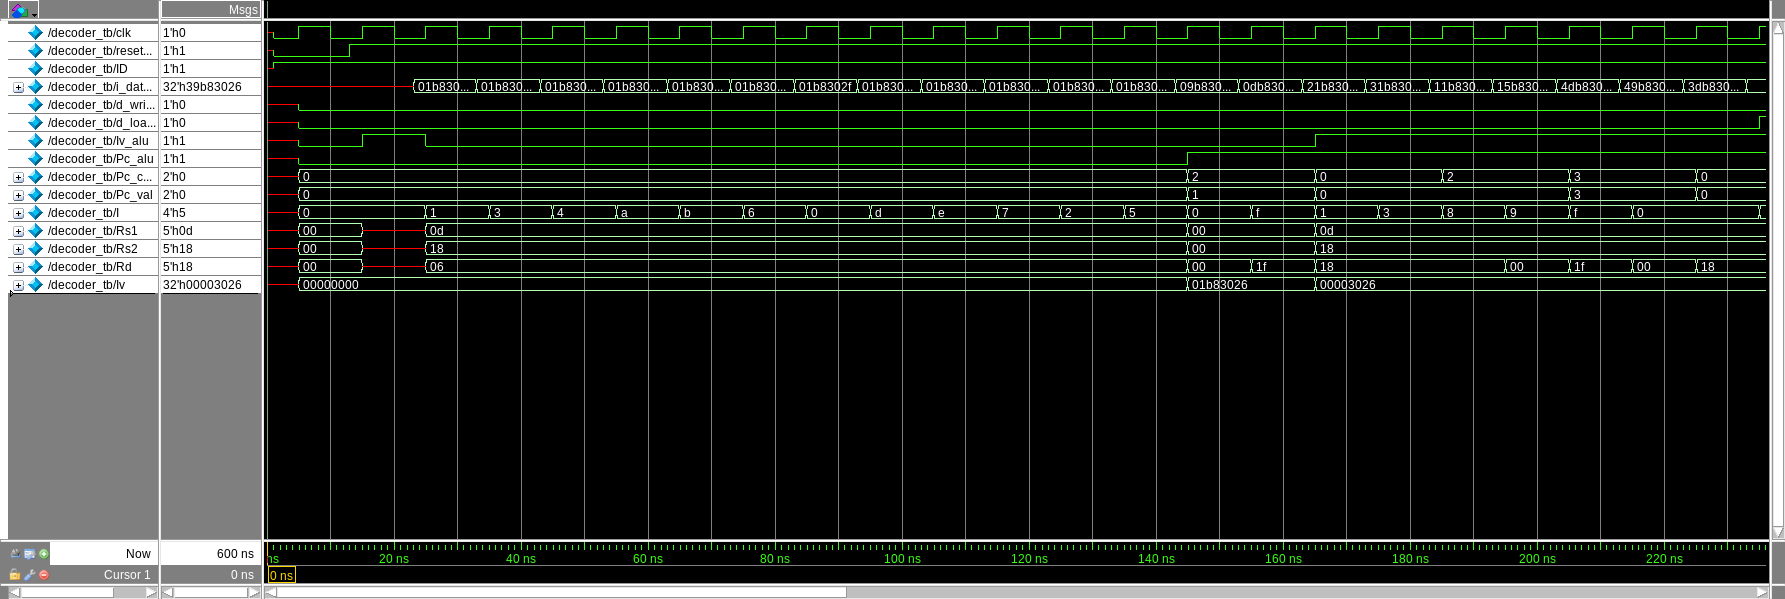 Msgs
/decoder_tb/clk 1'h0
/decoder_tb/reset... 1'h1
/decoder_tb/ID 1'h1
/decoder_tb/i_dat... 32'h39b83026 01b830... 01b830... 01b830... 01b830... 01b830... 01b830... 01b8302f 01b830... 01b830... 01b830... 01b830... 01b830... 09b830... 0db830... 21b830... 31b830... 11b830... 15b830... 4db830... 49b830... 3db830...
/decoder_tb/d_wri... 1'h0
/decoder_tb/d_loa... 1'h0
/decoder_tb/Iv_alu 1'h1
/decoder_tb/Pc_alu 1'h1
/decoder_tb/Pc_c... 2'h0 0 2 0 2 3 0
/decoder_tb/Pc_val 2'h0 0 1 0 3 0
/decoder_tb/I 4'h5 0 1 3 4 a b 6 0 d e 7 2 5 0 f 1 3 8 9 f 0
/decoder_tb/Rs1 5'h0d 00 0d 00 0d
/decoder_tb/Rs2 5'h18 00 18 00 18
/decoder_tb/Rd 5'h18 00 06 00 1f 18 00 1f 00 18
/decoder_tb/Iv 32'h00003026 00000000 01b83026 00003026
Now 600 ns ns 20 ns 40 ns 60 ns 80 ns 100 ns 120 ns 140 ns 160 ns 180 ns 200 ns 220 ns
Cursor 1 0 ns 0 ns